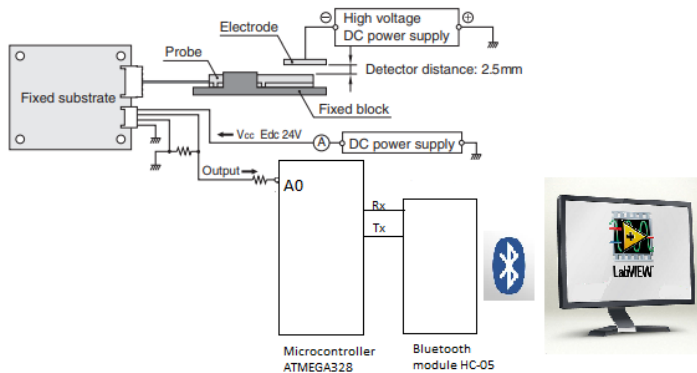 High voltage
DC power supply
Electrode
Probe
Detector distance: 2.5mm
Fixed substrate
Fixed block
Vcc Edc 24V
A
DC power supply
Output
A0
Rx
Tx
LabVIEW
Microcontroller
ATMEGA328
Bluetooth
module HC-05